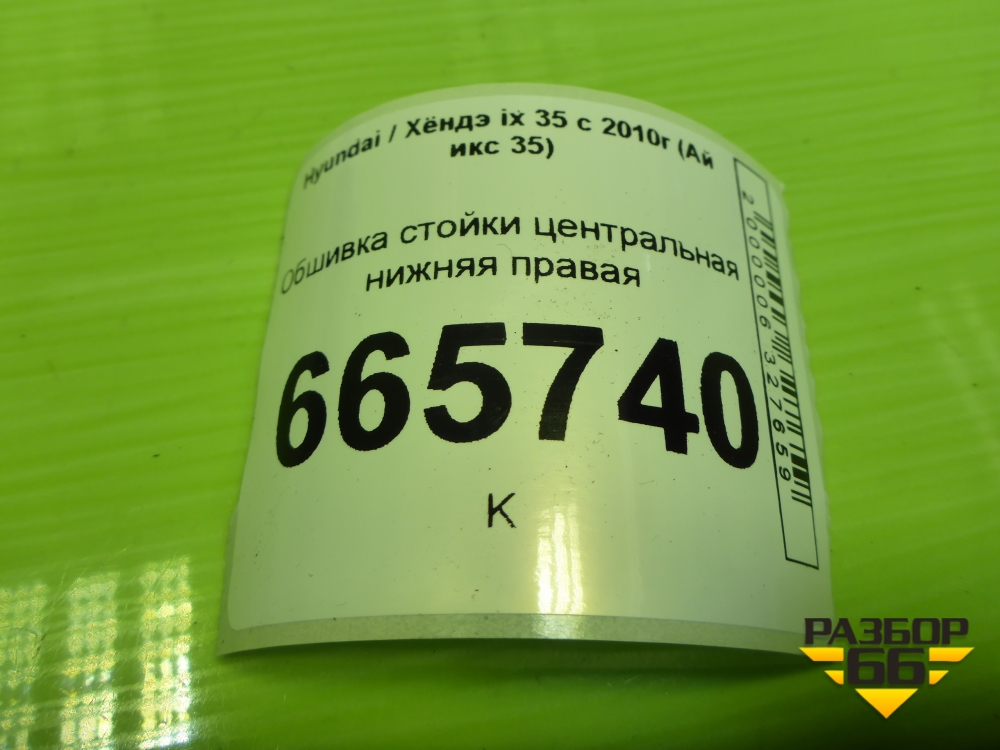 Hyundai / Хёндэ ix 35 с 2010г (Ай
икс 35)
Обшивка стойки центральная
нижняя правая
665740
К
2000006327659
РАЗБОР
66